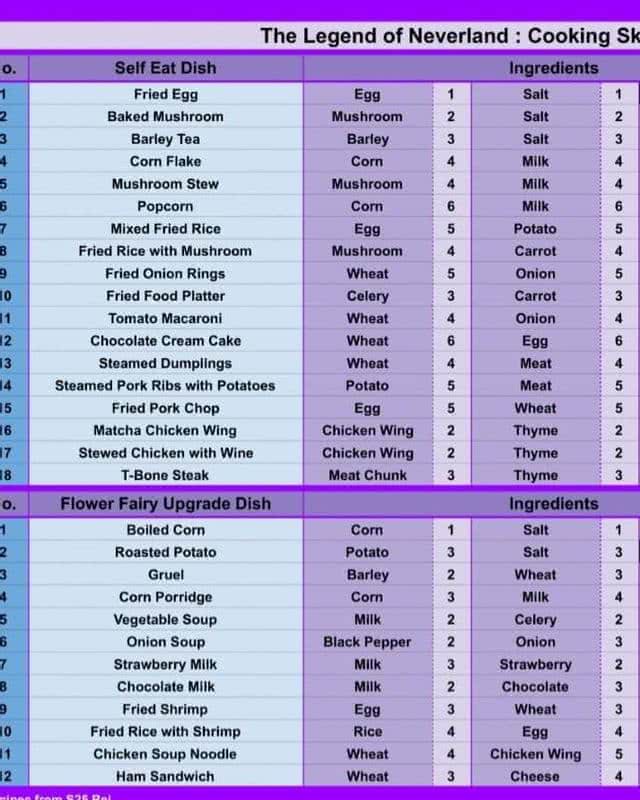 The Legend of Neverland : Cooking Sk
o. Self Eat Dish Ingredients
1 Fried Egg Egg 1 Salt 1
2 Baked Mushroom Mushroom 2 Salt 2
3 Barley Tea Barley 3 Salt 3
4 Corn Flake Corn 4 Milk 4
5 Mushroom Stew Mushroom 4 Milk 4
6 Popcorn Corn 6 Milk 6
7 Mixed Fried Rice Egg 5 Potato 5
8 Fried Rice with Mushroom Mushroom 4 Carrot 4
9 Fried Onion Rings Wheat 5 Onion 5
10 Fried Food Platter Celery 3 Carrot 3
11 Tomato Macaroni Wheat 4 Onion 4
12 Chocolate Cream Cake Wheat 6 Egg 6
13 Steamed Dumplings Wheat 4 Meat 4
14 Steamed Pork Ribs with Potatoes Potato 5 Meat 5
15 Fried Pork Chop Egg 5 Wheat 5
16 Matcha Chicken Wing Chicken Wing 2 Thyme 2
17 Stewed Chicken with Wine Chicken Wing 2 Thyme 2
18 T-Bone Steak Meat Chunk 3 Thyme 3
o. Flower Fairy Upgrade Dish Ingredients
1 Boiled Corn Corn 1 Salt 1
2 Roasted Potato Potato 3 Salt 3
3 Gruel Barley 2 Wheat 3
4 Corn Porridge Corn 3 Milk 4
5 Vegetable Soup Milk 2 Celery 2
6 Onion Soup Black Pepper 2 Onion 3
7 Strawberry Milk Milk 3 Strawberry 2
8 Chocolate Milk Milk 2 Chocolate 3
9 Fried Shrimp Egg 3 Wheat 3
10 Fried Rice with Shrimp Rice 4 Egg 4
11 Chicken Soup Noodle Wheat 4 Chicken Wing 5
12 Ham Sandwich Wheat 3 Cheese 4